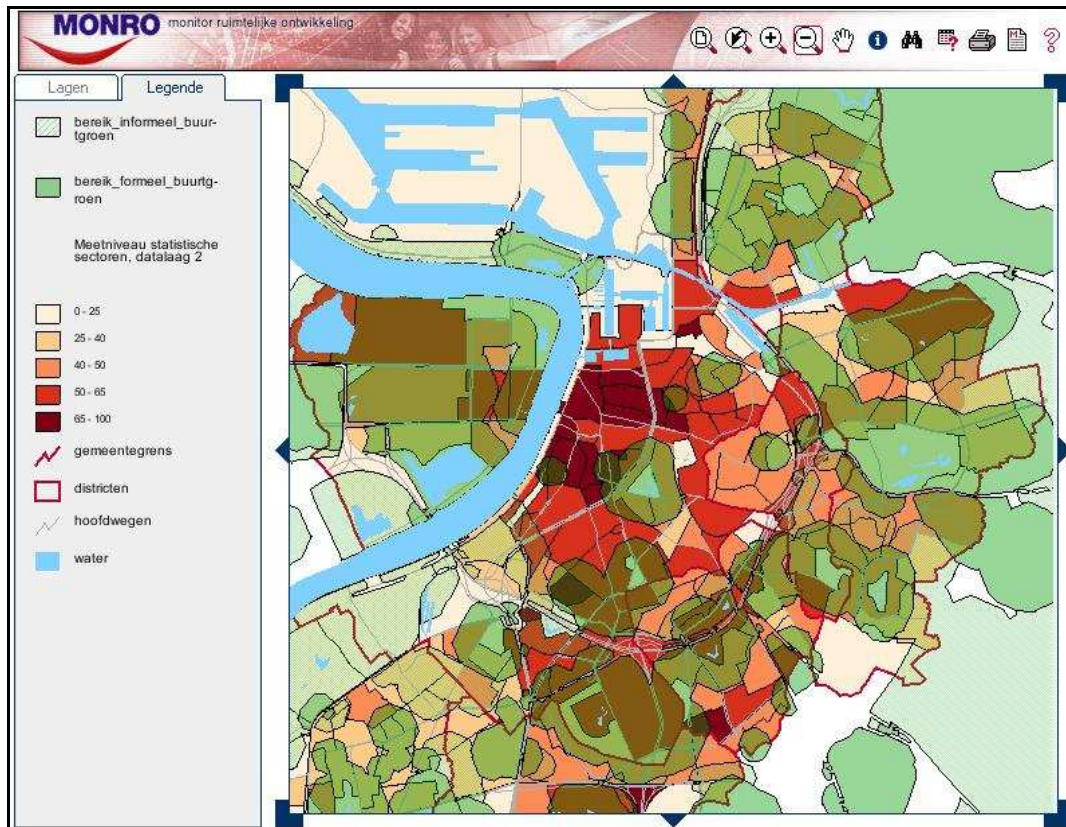 MONRO monitor ruimtelijke ontwikkeling
Lagen
Legende
bereik_informeel_buur-
tgroen
bereik_formeel_buurtg-
roen
Meetniveau statistische
sectoren, datalaag 2
0 - 25
25 - 40
40 - 50
50 - 65
65 - 100
gemeentegrens
districten
hoofdwegen
water